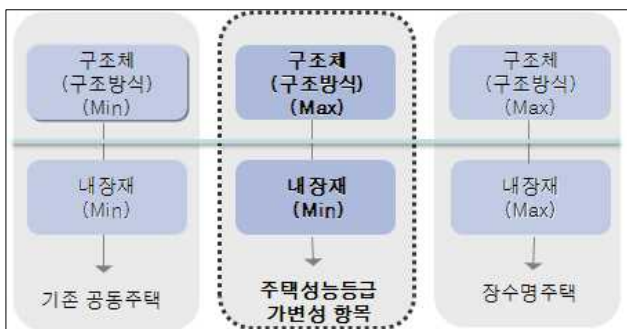 구조체
(구조방식)
(Min)
내장재
(Min)
기존 공동주택
구조체
(구조방식)
(Max)
내장재
(Min)
주택성능등급
가변성 항목
구조체
(구조방식)
(Max)
내장재
(Max)
장수명주택